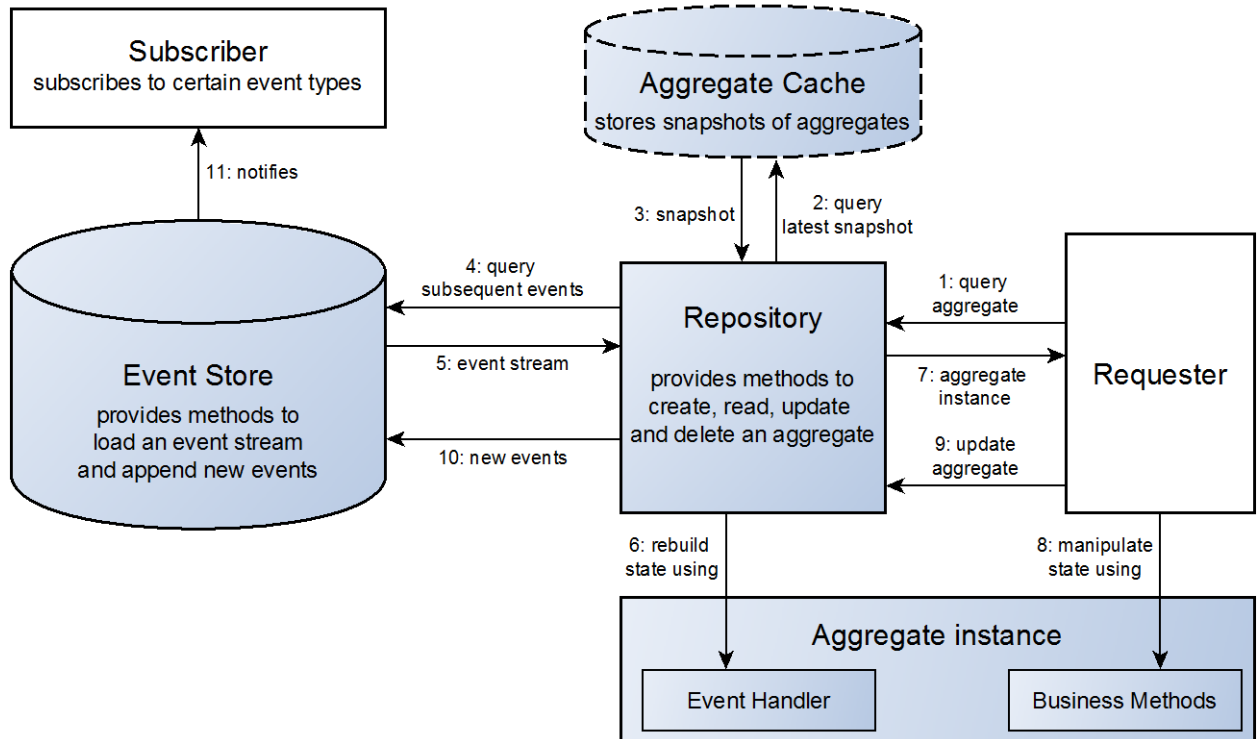 Subscriber
subscribes to certain event types
Aggregate Cache
stores snapshots of aggregates
11: notifies
3: snapshot
2: query
latest snapshot
4: query
subsequent events
1: query
aggregate
Repository
5: event stream
7: aggregate
instance
Requester
Event Store
provides methods to
load an event stream
and append new events
provides methods to
create, read, update
and delete an aggregate
10: new events
9: update
aggregate
6: rebuild
state using
8: manipulate
state using
Aggregate instance
Event Handler
Business Methods